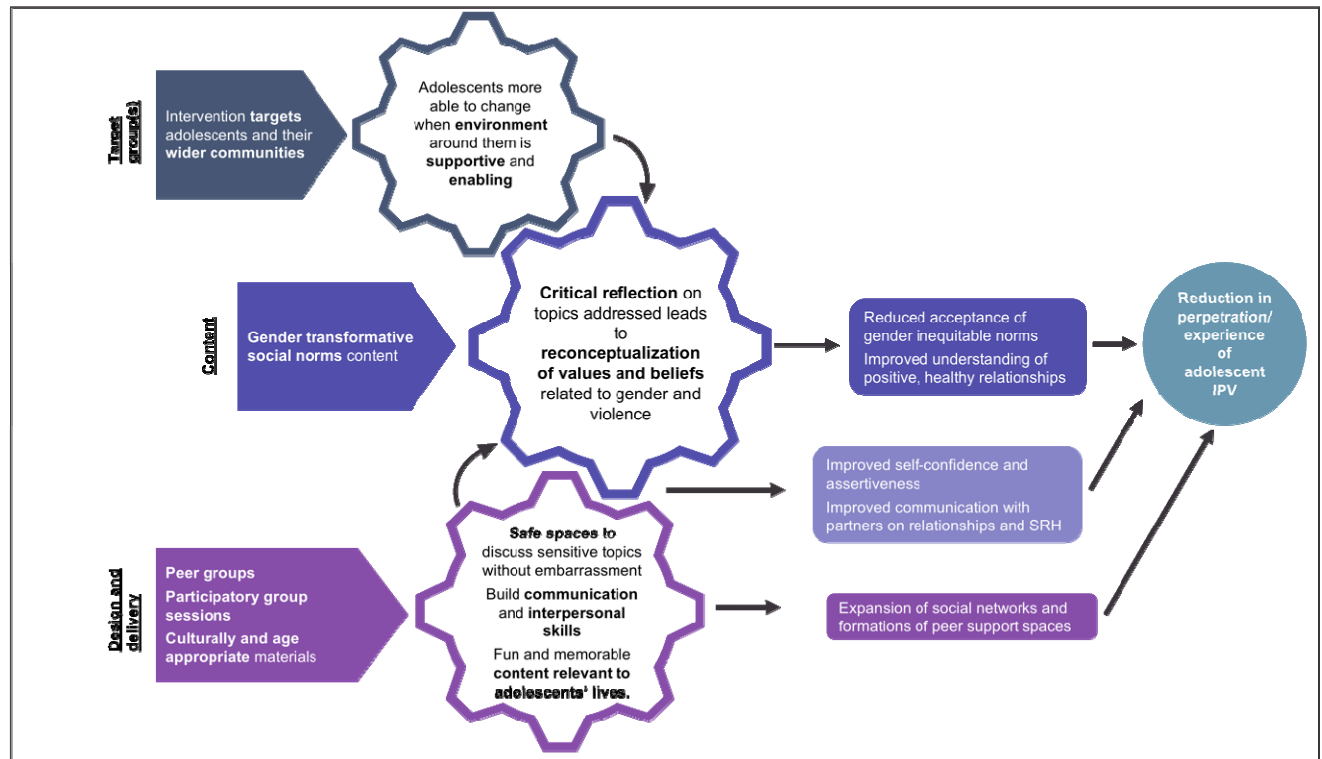 Target
group(s)
Intervention targets
adolescents and their
wider communities
Adolescents more
able to change
when environment
around them is
supportive and
enabling
Content
Gender transformative
social norms content
Critical reflection on
topics addressed leads
to
reconceptualization
of values and beliefs
related to gender and
violence
Reduced acceptance of
gender inequitable norms
Improved understanding of
positive, healthy relationships
Reduction in
perpetration/
experience
of
adolescent
IPV
Improved self-confidence and
assertiveness
Improved communication with
partners on relationships and SRH
Design and
delivery
Peer groups
Participatory group
sessions
Culturally and age
appropriate materials
Safe spaces to
discuss sensitive topics
without embarrassment
Build communication
and interpersonal
skills
Fun and memorable
content relevant to
adolescents' lives.
Expansion of social networks and
formations of peer support spaces